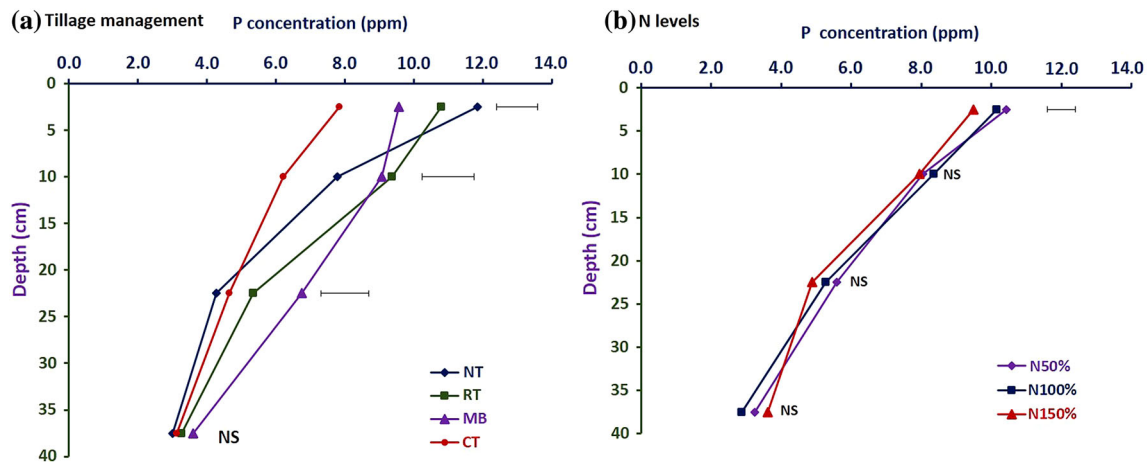 (a) Tillage management
P concentration (ppm)
0.0 2.0 4.0 6.0 8.0 10.0 12.0 14.0
0
5
10
15
20
25
30
35
40
Depth (cm)
NS
NT
RT
MB
CT
(b) N levels
P concentration (ppm)
0.0 2.0 4.0 6.0 8.0 10.0 12.0 14.0
0
5
10
15
20
25
30
35
40
Depth (cm)
NS
NS
NS
N50%
N100%
N150%